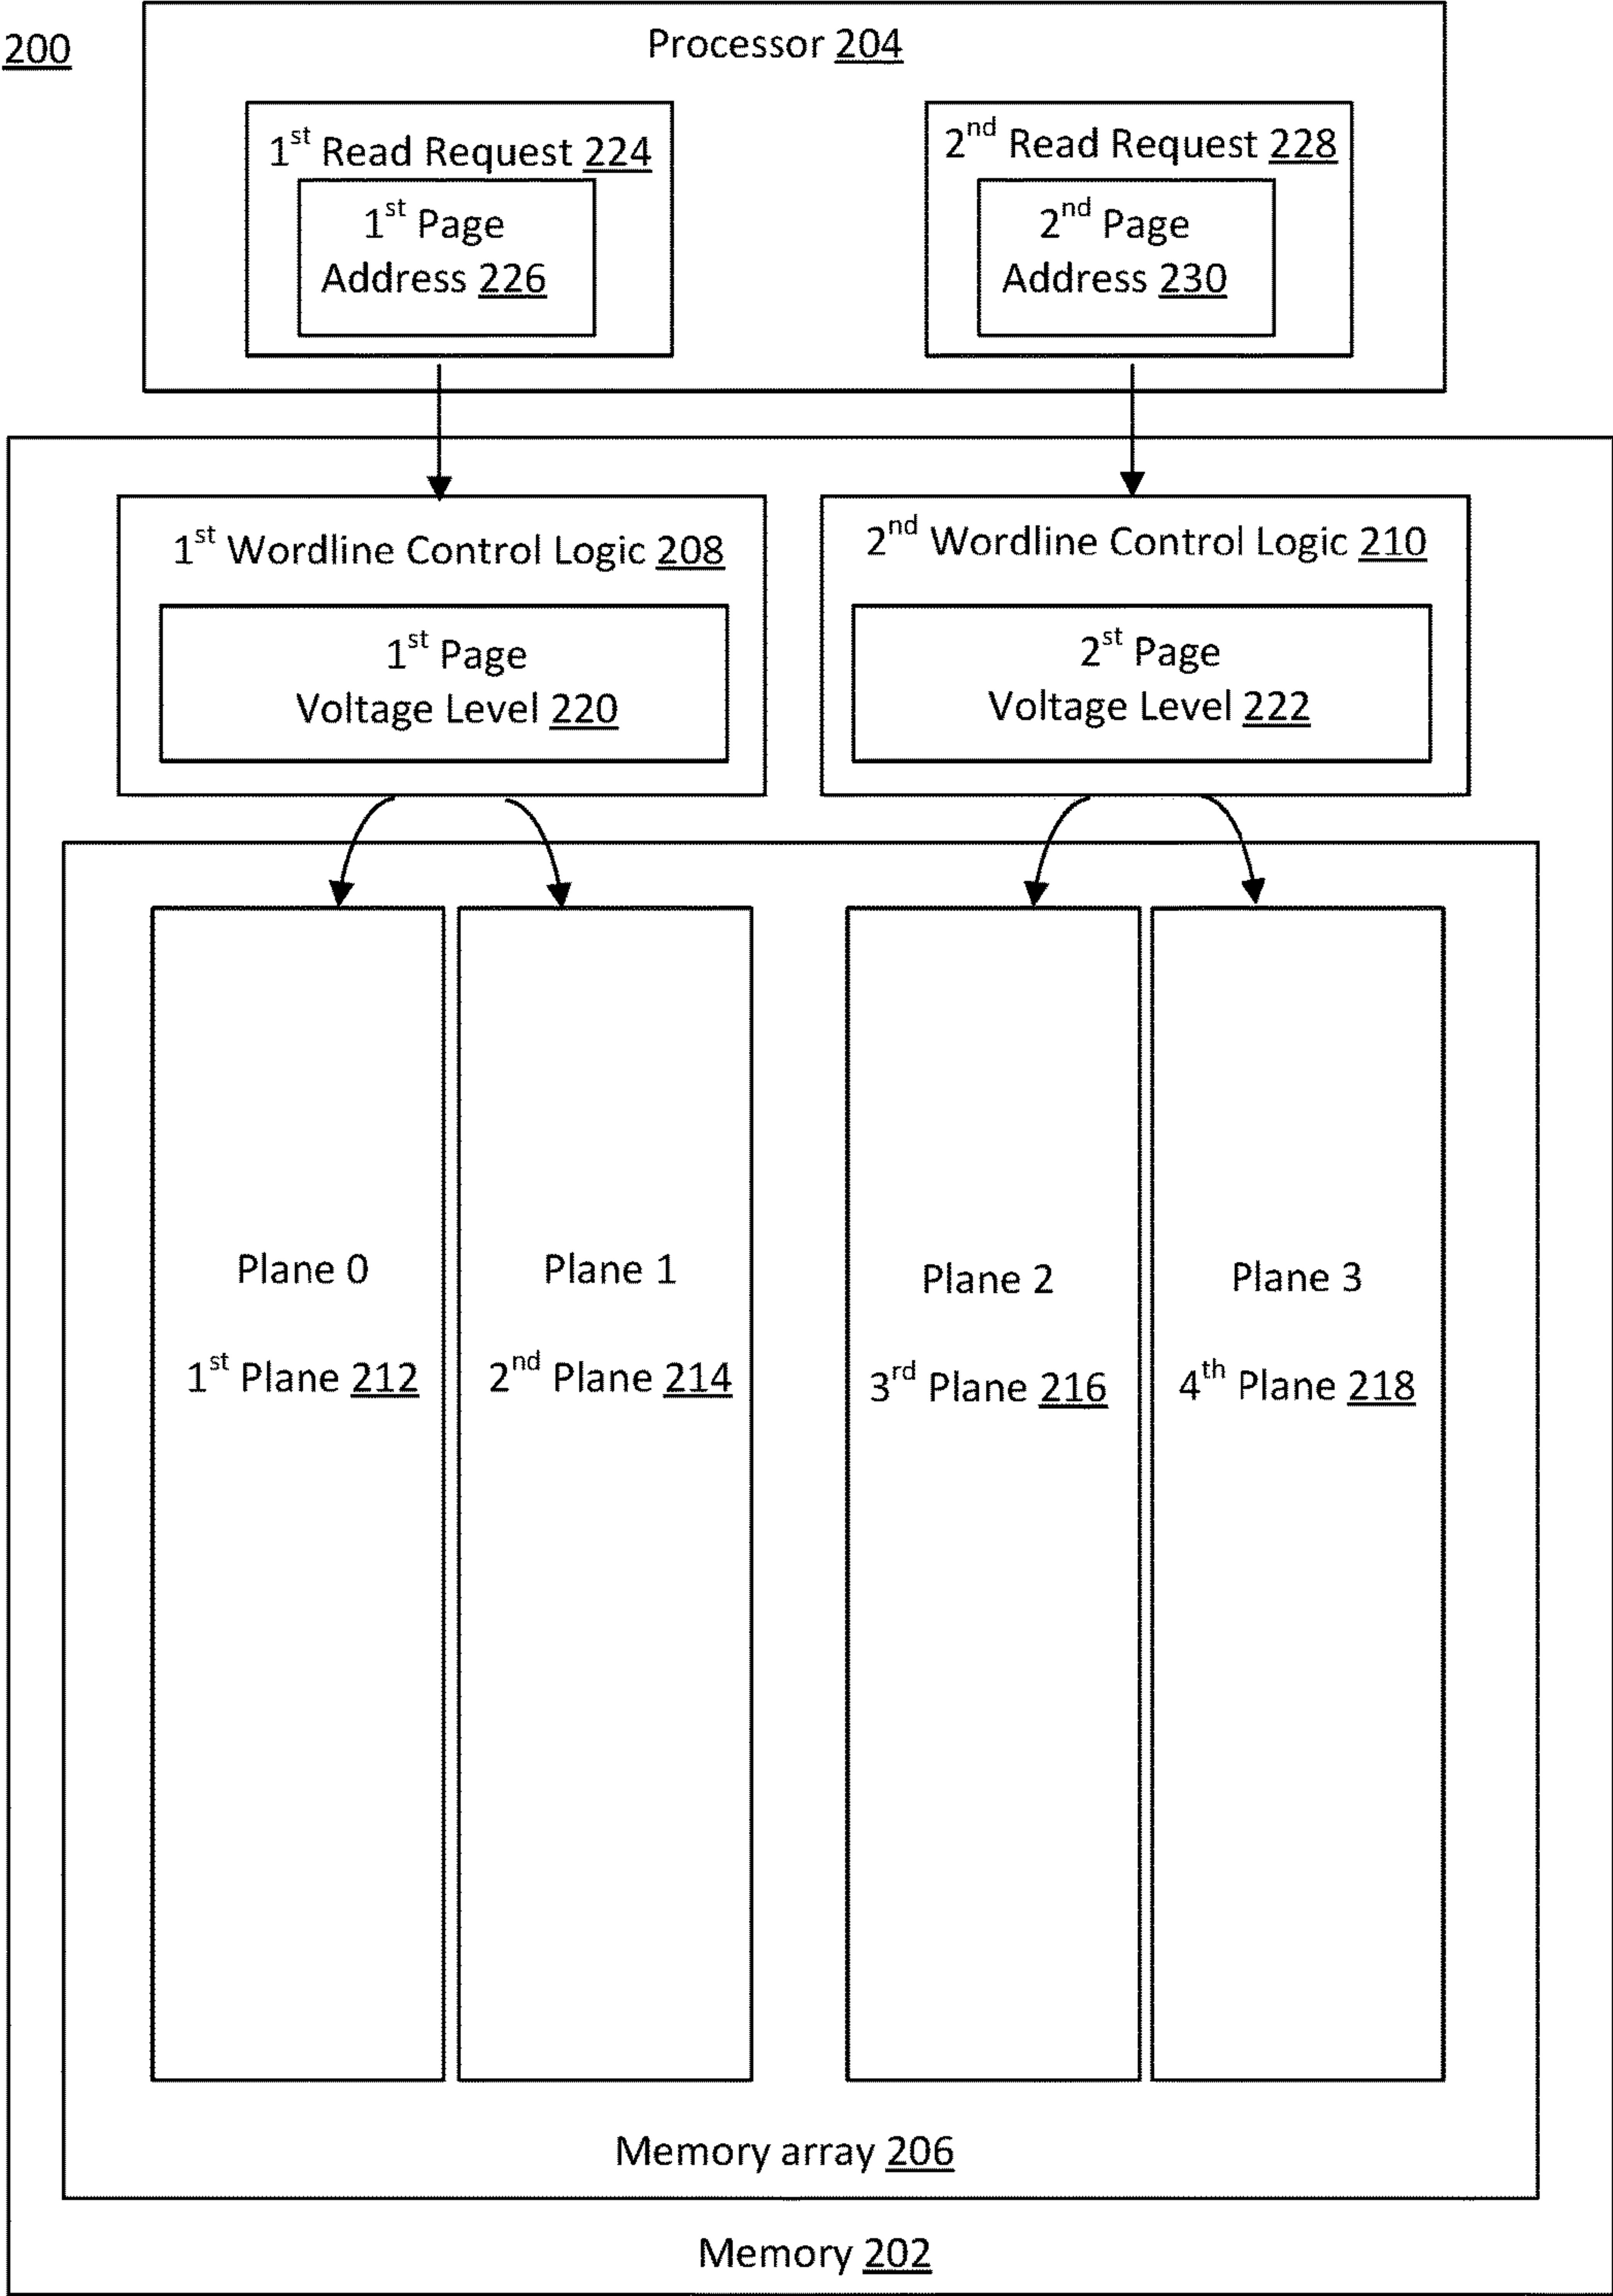 200
Processor 204
1st Read Request 224
1st Page
Address 226
2nd Read Request 228
2nd Page
Address 230
1st Wordline Control Logic 208
1st Page
Voltage Level 220
2nd Wordline Control Logic 210
2st Page
Voltage Level 222
Plane 0
1st Plane 212
Plane 1
2nd Plane 214
Plane 2
3rd Plane 216
Plane 3
4th Plane 218
Memory array 206
Memory 202